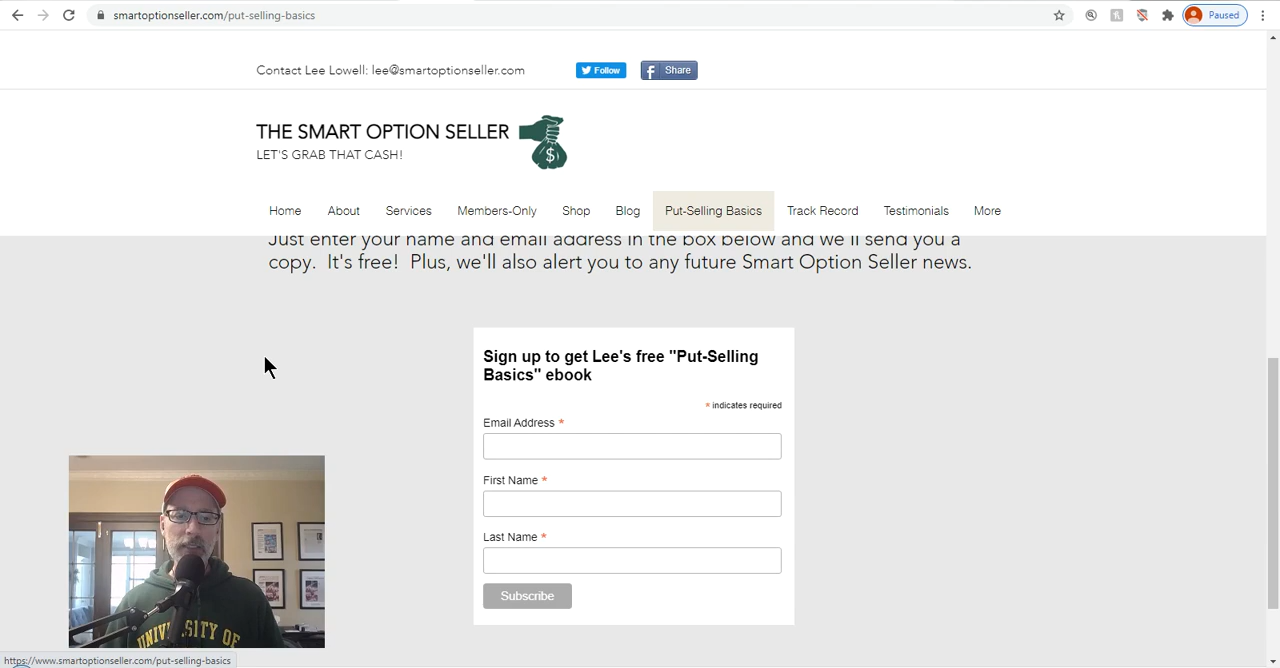 smartoptionseller.com/put-selling-basics
Paused
Contact Lee Lowell: lee@smartoptionseller.com
Follow
Share
THE SMART OPTION SELLER
LET'S GRAB THAT CASH!
$
Home About Services Members-Only Shop Blog Put-Selling Basics Track Record Testimonials More
Just enter your name and email address in the box below and we'll send you a
copy. It's free! Plus, we'll also alert you to any future Smart Option Seller news.
Sign up to get Lee's free "Put-Selling
Basics" ebook
* indicates required
Email Address *
First Name *
Last Name *
Subscribe
UNIVERSITY OF
https://www.smartoptionseller.com/put-selling-basics